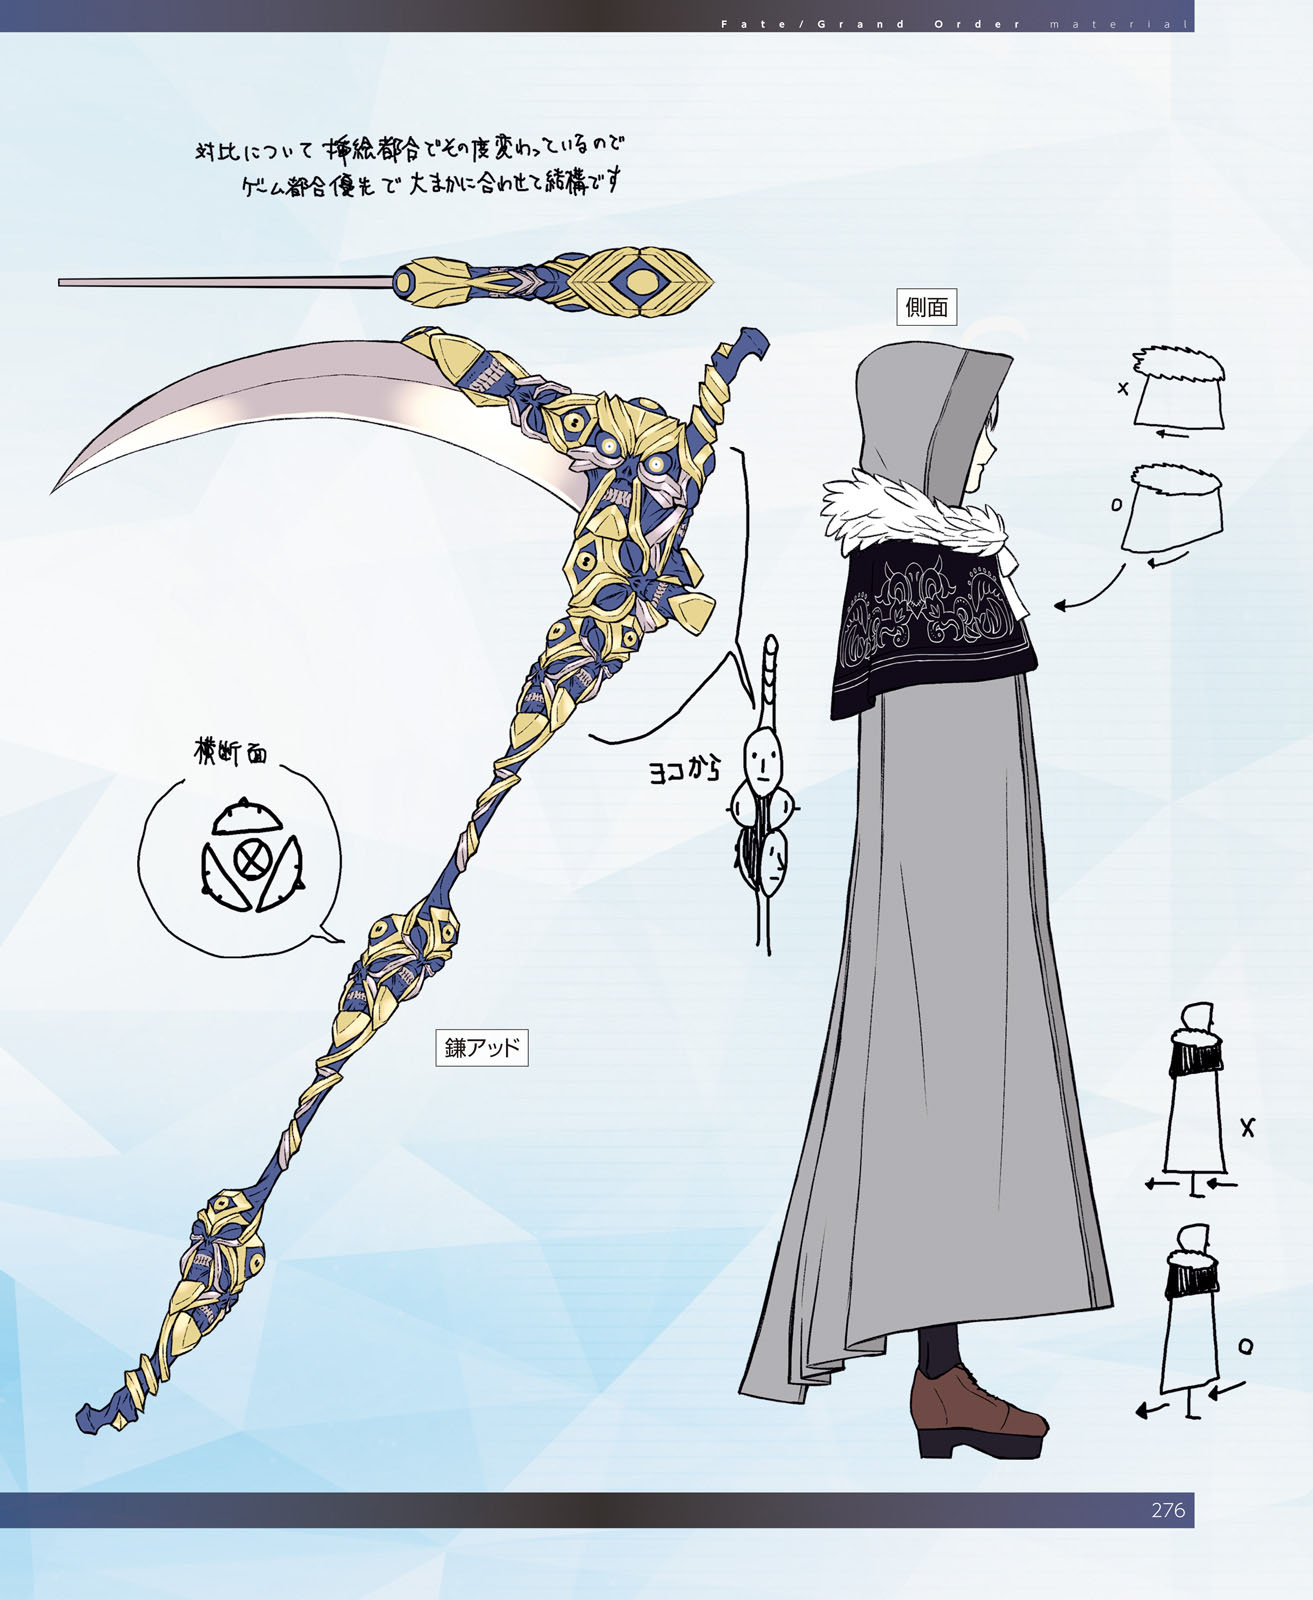 Fate/Grand Order material
対比について 挿絵都合でその度変わっているので
ゲーム都合優先で 大まかに合わせて結構です
側面
x
o
横断面
ヨコから
鎌アッド
x
o
276